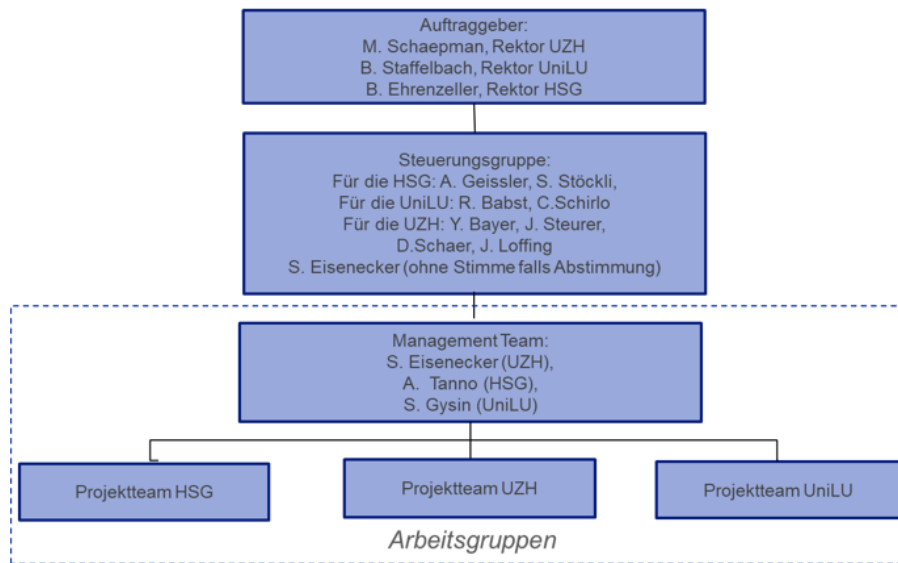 Auftraggeber:
M. Schaepman, Rektor UZH
B. Staffelbach, Rektor UniLU
B. Ehrenzeller, Rektor HSG
Steuerungsgruppe:
Für die HSG: A. Geissler, S. Stöckli,
Für die UniLU: R. Babst, C.Schirlo
Für die UZH: Y. Bayer, J. Steurer,
D.Schaer, J. Loffing
S. Eisenecker (ohne Stimme falls Abstimmung)
Management Team:
S. Eisenecker (UZH),
A. Tanno (HSG),
S. Gysin (UniLU)
Projektteam HSG
Projektteam UZH
Projektteam UniLU
Arbeitsgruppen